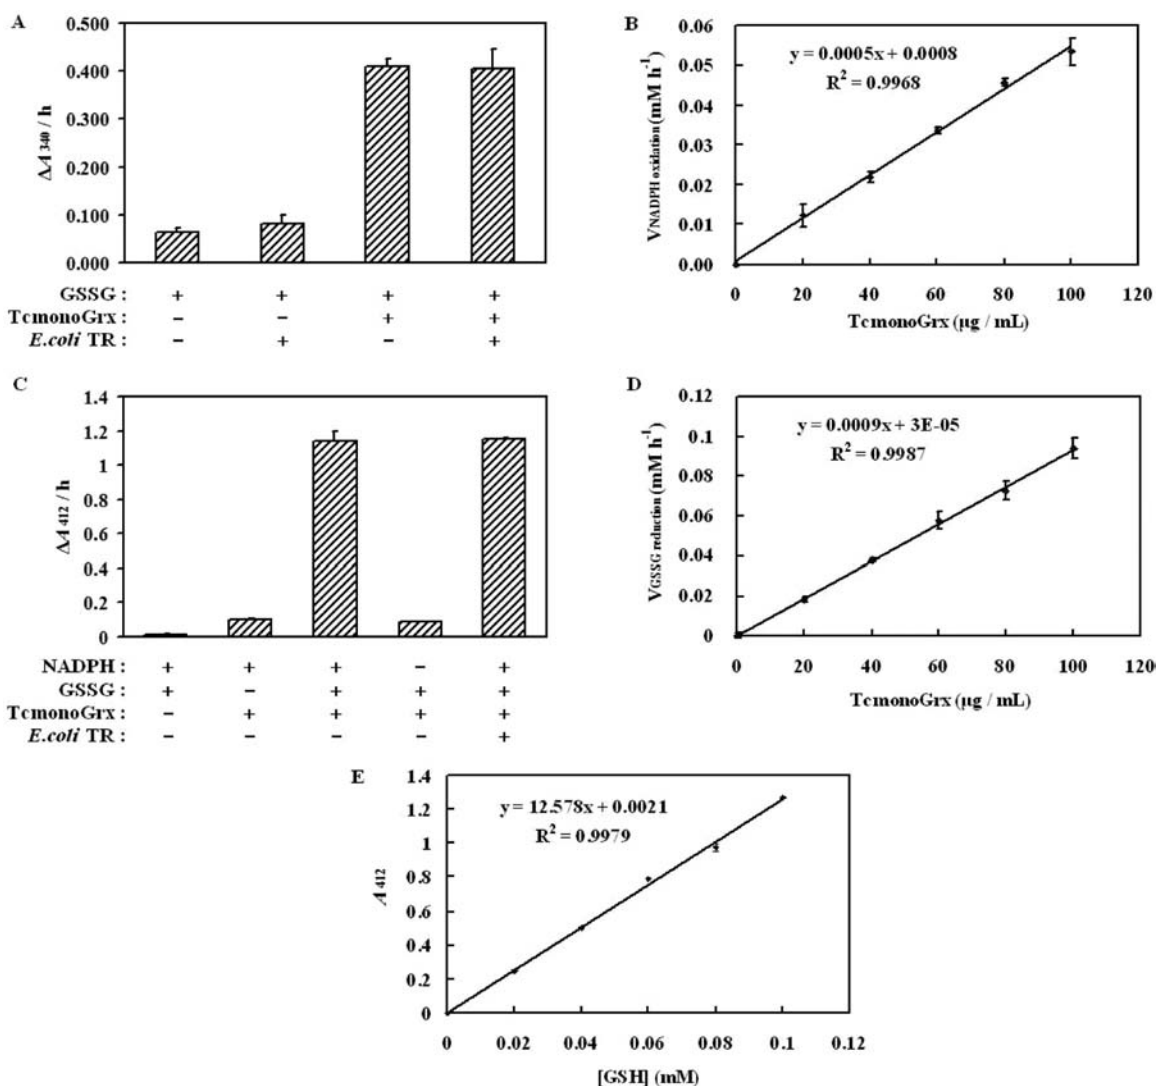 A
0.500
0.400
0.300
0.200
0.100
0.000
ΔA 340 / h
GSSG : + + + +
TcmonoGrx : − − + +
E.coli TR : − + − +
B
0.06
0.05
0.04
0.03
0.02
0.01
0.00
VNADPH oxidation (mM h-1)
y = 0.0005x + 0.0008
R2 = 0.9968
0 20 40 60 80 100 120
TcmonoGrx (µg / mL)
C
1.4
1.2
1
0.8
0.6
0.4
0.2
0
ΔA 412 / h
NADPH : + + + − +
GSSG : + − + + +
TcmonoGrx : − + + + +
E.coli TR : − − − − +
D
0.12
0.1
0.08
0.06
0.04
0.02
0
VGSSG reduction (mM h-1)
y = 0.0009x + 3E-05
R2 = 0.9987
0 20 40 60 80 100 120
TcmonoGrx (µg / mL)
E
1.4
1.2
1
0.8
0.6
0.4
0.2
0
A 412
y = 12.578x + 0.0021
R2 = 0.9979
0 0.02 0.04 0.06 0.08 0.1 0.12
[GSH] (mM)